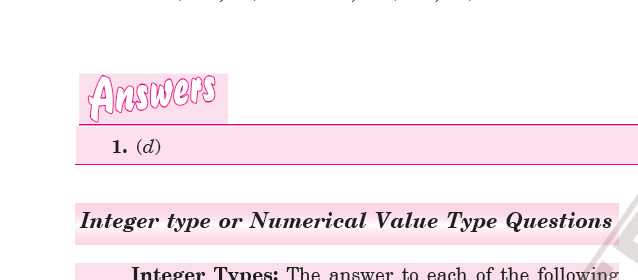 Answers
1. (d)
Integer type or Numerical Value Type Questions
Integer Types: The answer to each of the following